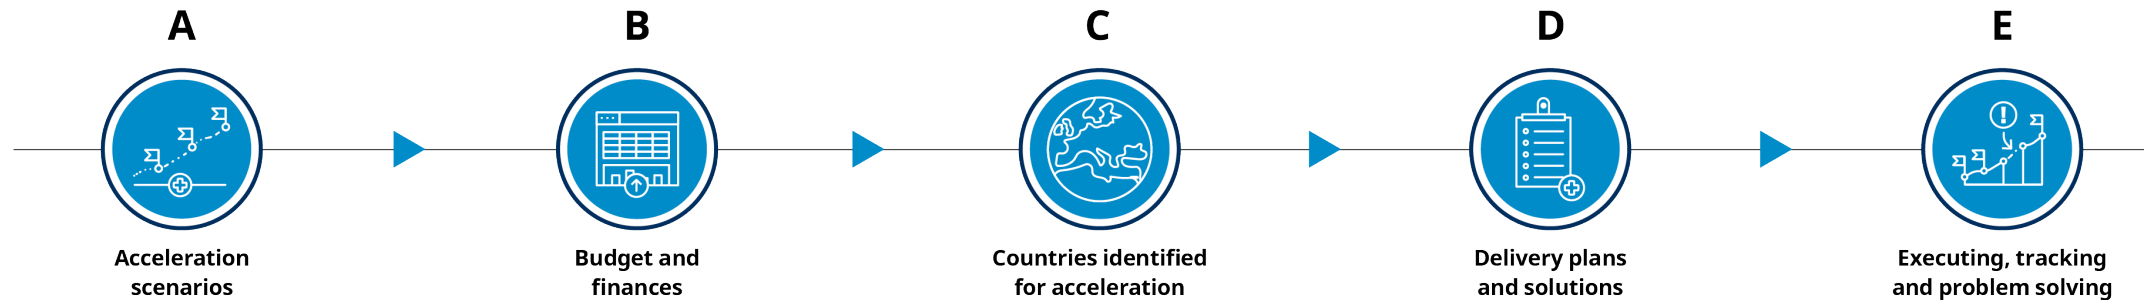 A
B
C
D
E
Acceleration
scenarios
Budget and
finances
Countries identified
for acceleration
Delivery plans
and solutions
Executing, tracking
and problem solving